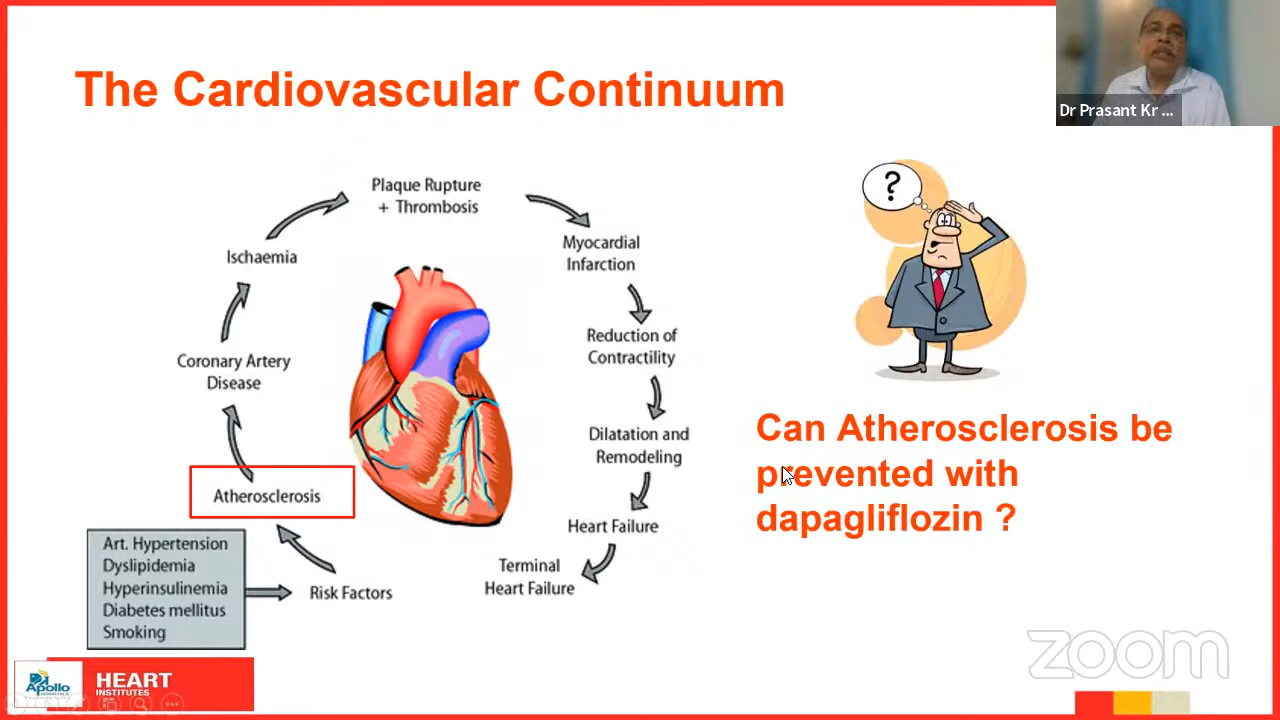 The Cardiovascular Continuum
Dr Prasant Kr ...
Plaque Rupture
+ Thrombosis
Ischaemia
Myocardial
Infarction
Coronary Artery
Disease
Reduction of
Contractility
Atherosclerosis
Dilatation and
Remodeling
Heart Failure
Terminal
Heart Failure
Art. Hypertension
Dyslipidemia
Hyperinsulinemia
Diabetes mellitus
Smoking
Risk Factors
?
Can Atherosclerosis be
prevented with
dapagliflozin ?
Apollo
HOSPITALS
HEART
INSTITUTES
zoom